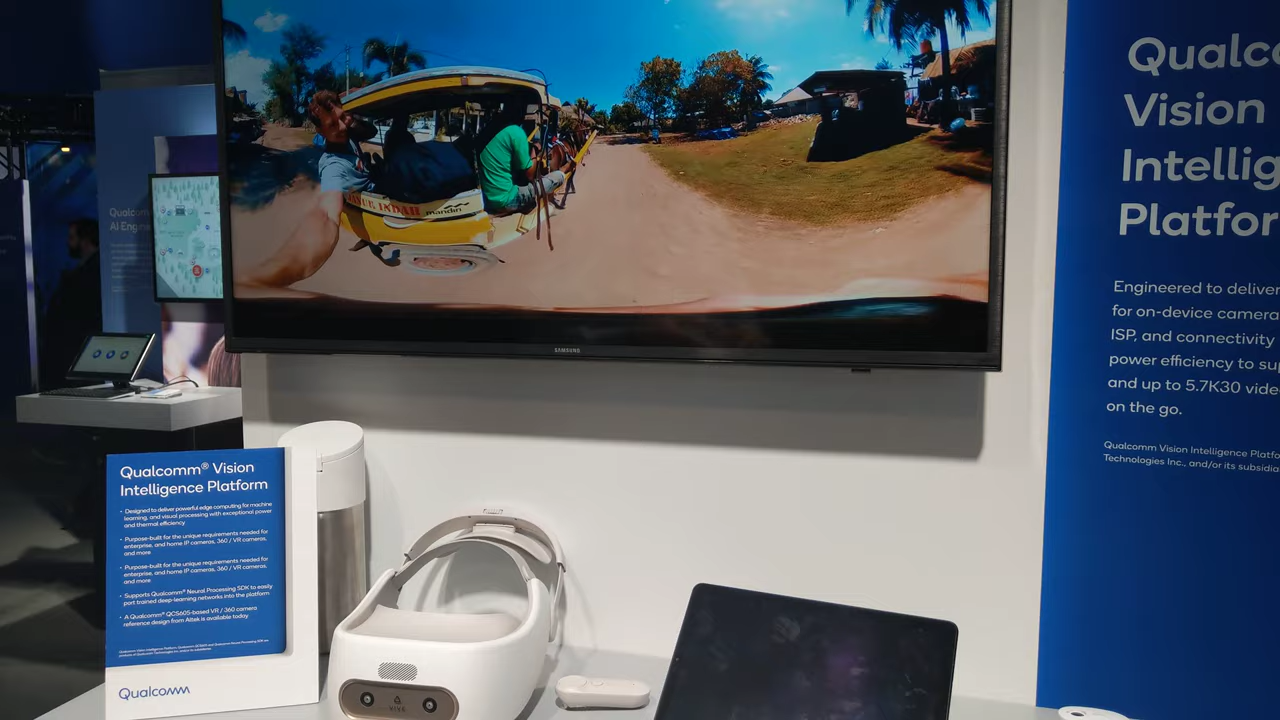 Qualc
Vision
Intellig
Platfor
Engineered to deliver
for on-device camera
ISP, and connectivity
power efficiency to su
and up to 5.7K30 vide
on the go.
Qualcomm Vision Intelligence Platfo
Technologies Inc., and/or its subsidia
INDAH
mandiri
SAMSUNG
Qualcom
AI Engin
Qualcomm® Vision
Intelligence Platform
• Designed to deliver powerful edge computing for machine
learning, and visual processing with exceptional power
and thermal efficiency
• Purpose-built for the unique requirements needed for
enterprise, and home IP cameras, 360 / VR cameras,
and more
• Purpose-built for the unique requirements needed for
enterprise, and home IP cameras, 360 / VR cameras,
and more
• Supports Qualcomm® Neural Processing SDK to easily
port trained deep-learning networks into the platform
• A Qualcomm® QCS605-based VR / 360 camera
reference design from Altek is available today
Qualcomm
VIVE